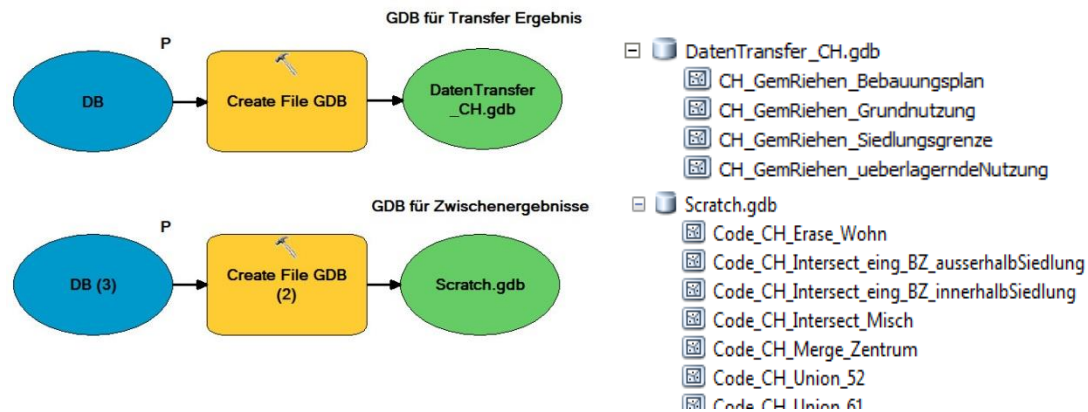 GDB für Transfer Ergebnis
P
DB
Create File GDB
DatenTransfer
_CH.gdb
GDB für Zwischenergebnisse
P
DB (3)
Create File GDB
(2)
Scratch.gdb
DatenTransfer_CH.gdb
CH_GemRiehen_Bebauungsplan
CH_GemRiehen_Grundnutzung
CH_GemRiehen_Siedlungsgrenze
CH_GemRiehen_ueberlagerndeNutzung
Scratch.gdb
Code_CH_Erase_Wohn
Code_CH_Intersect_eing_BZ_ausserhalbSiedlung
Code_CH_Intersect_eing_BZ_innerhalbSiedlung
Code_CH_Intersect_Misch
Code_CH_Merge_Zentrum
Code_CH_Union_52
Code_CH_Union_61